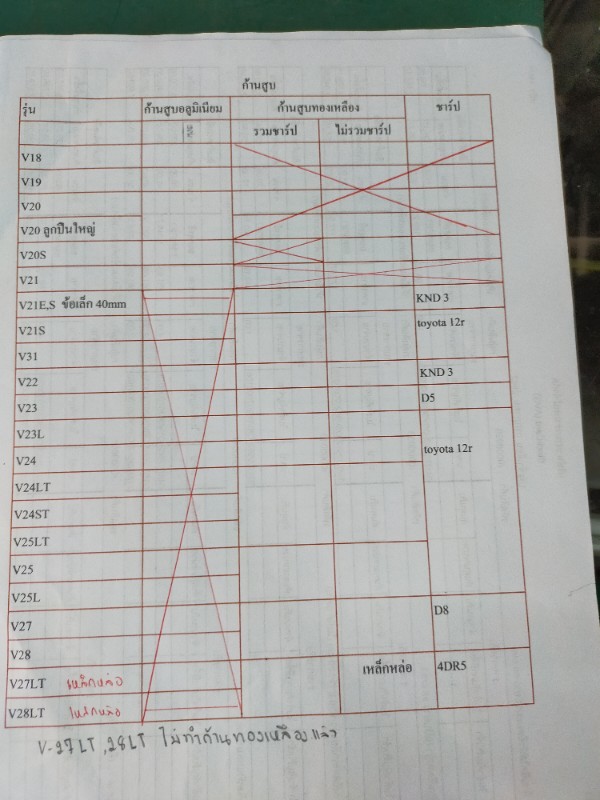 ก้านสูบ
รุ่น ก้านสูบอลูมิเนียม ก้านสูบทองเหลือง ชาร์ป
รวมชาร์ป ไม่รวมชาร์ป
V18
V19
V20
V20 ลูกปืนใหญ่
V20S
V21
V21E,S ข้อเล็ก 40mm KND 3
V21S toyota 12r
V31
V22 KND 3
V23 D5
V23L
V24 toyota 12r
V24LT
V24ST
V25LT
V25
V25L
V27 D8
V28
V27LT เหล็กหล่อ เหล็กหล่อ 4DR5
V28LT เหล็กหล่อ
V-27LT,28LT ไม่ทำก้านทองเหลืองแล้ว